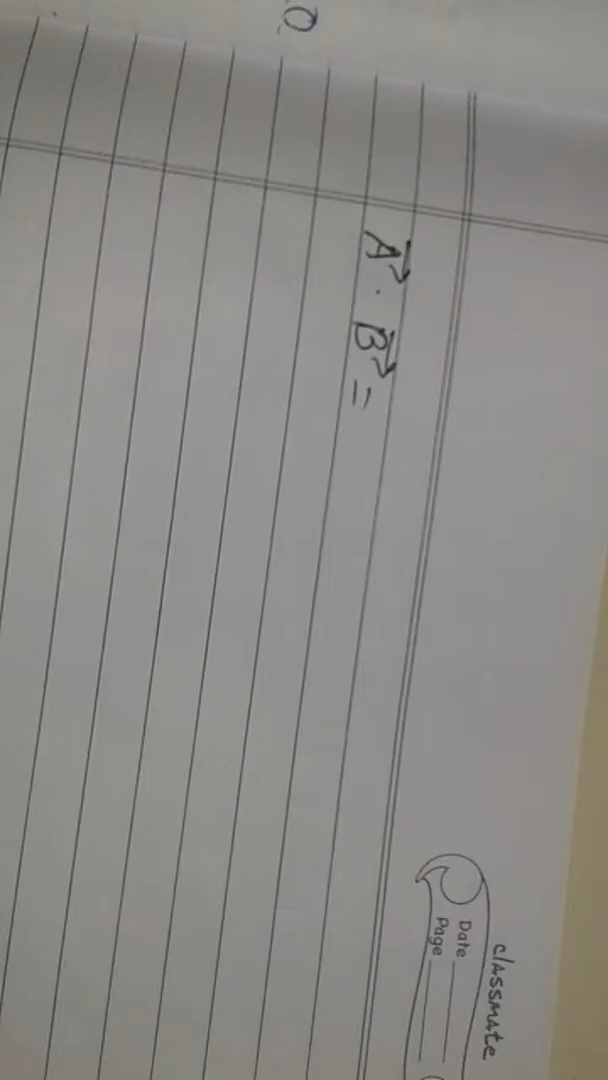 classmate
Date
Page
A⃗ · B⃗ =